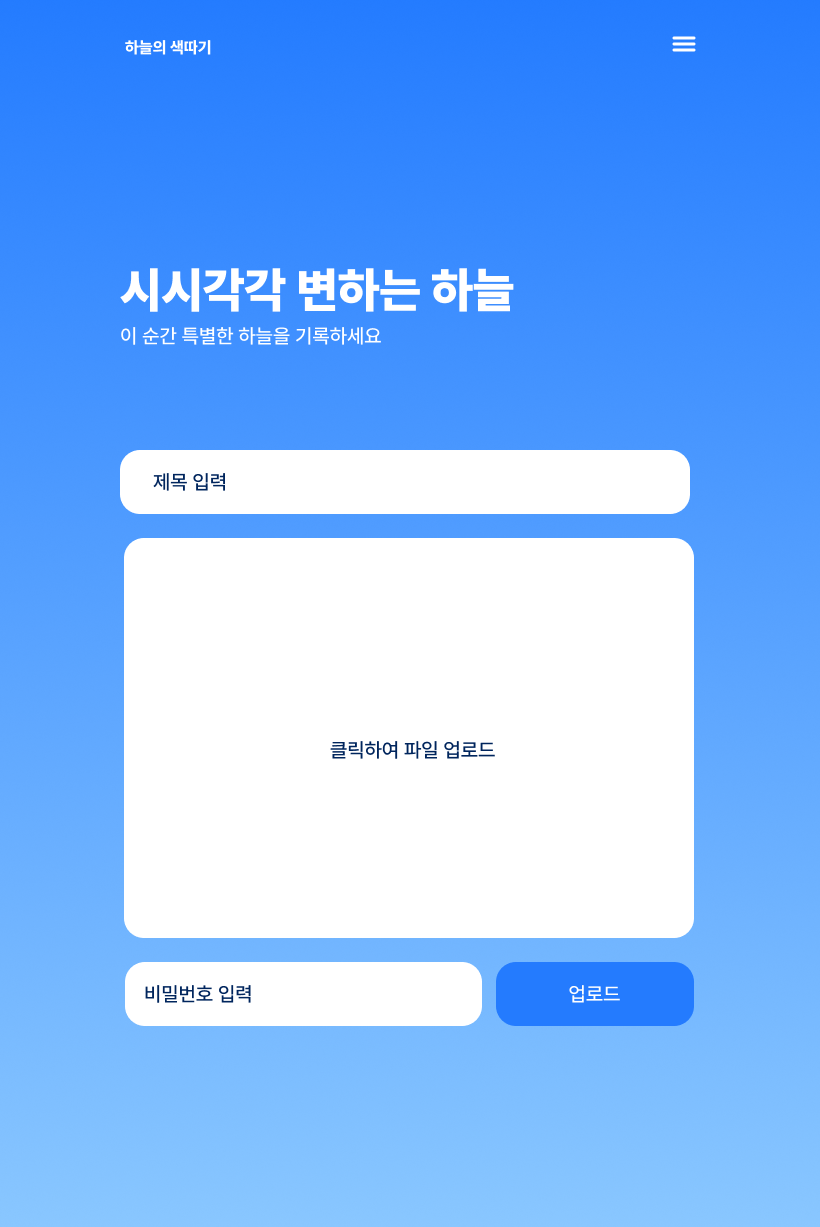 하늘의 색따기
시시각각 변하는 하늘
이 순간 특별한 하늘을 기록하세요
제목 입력
클릭하여 파일 업로드
비밀번호 입력
업로드